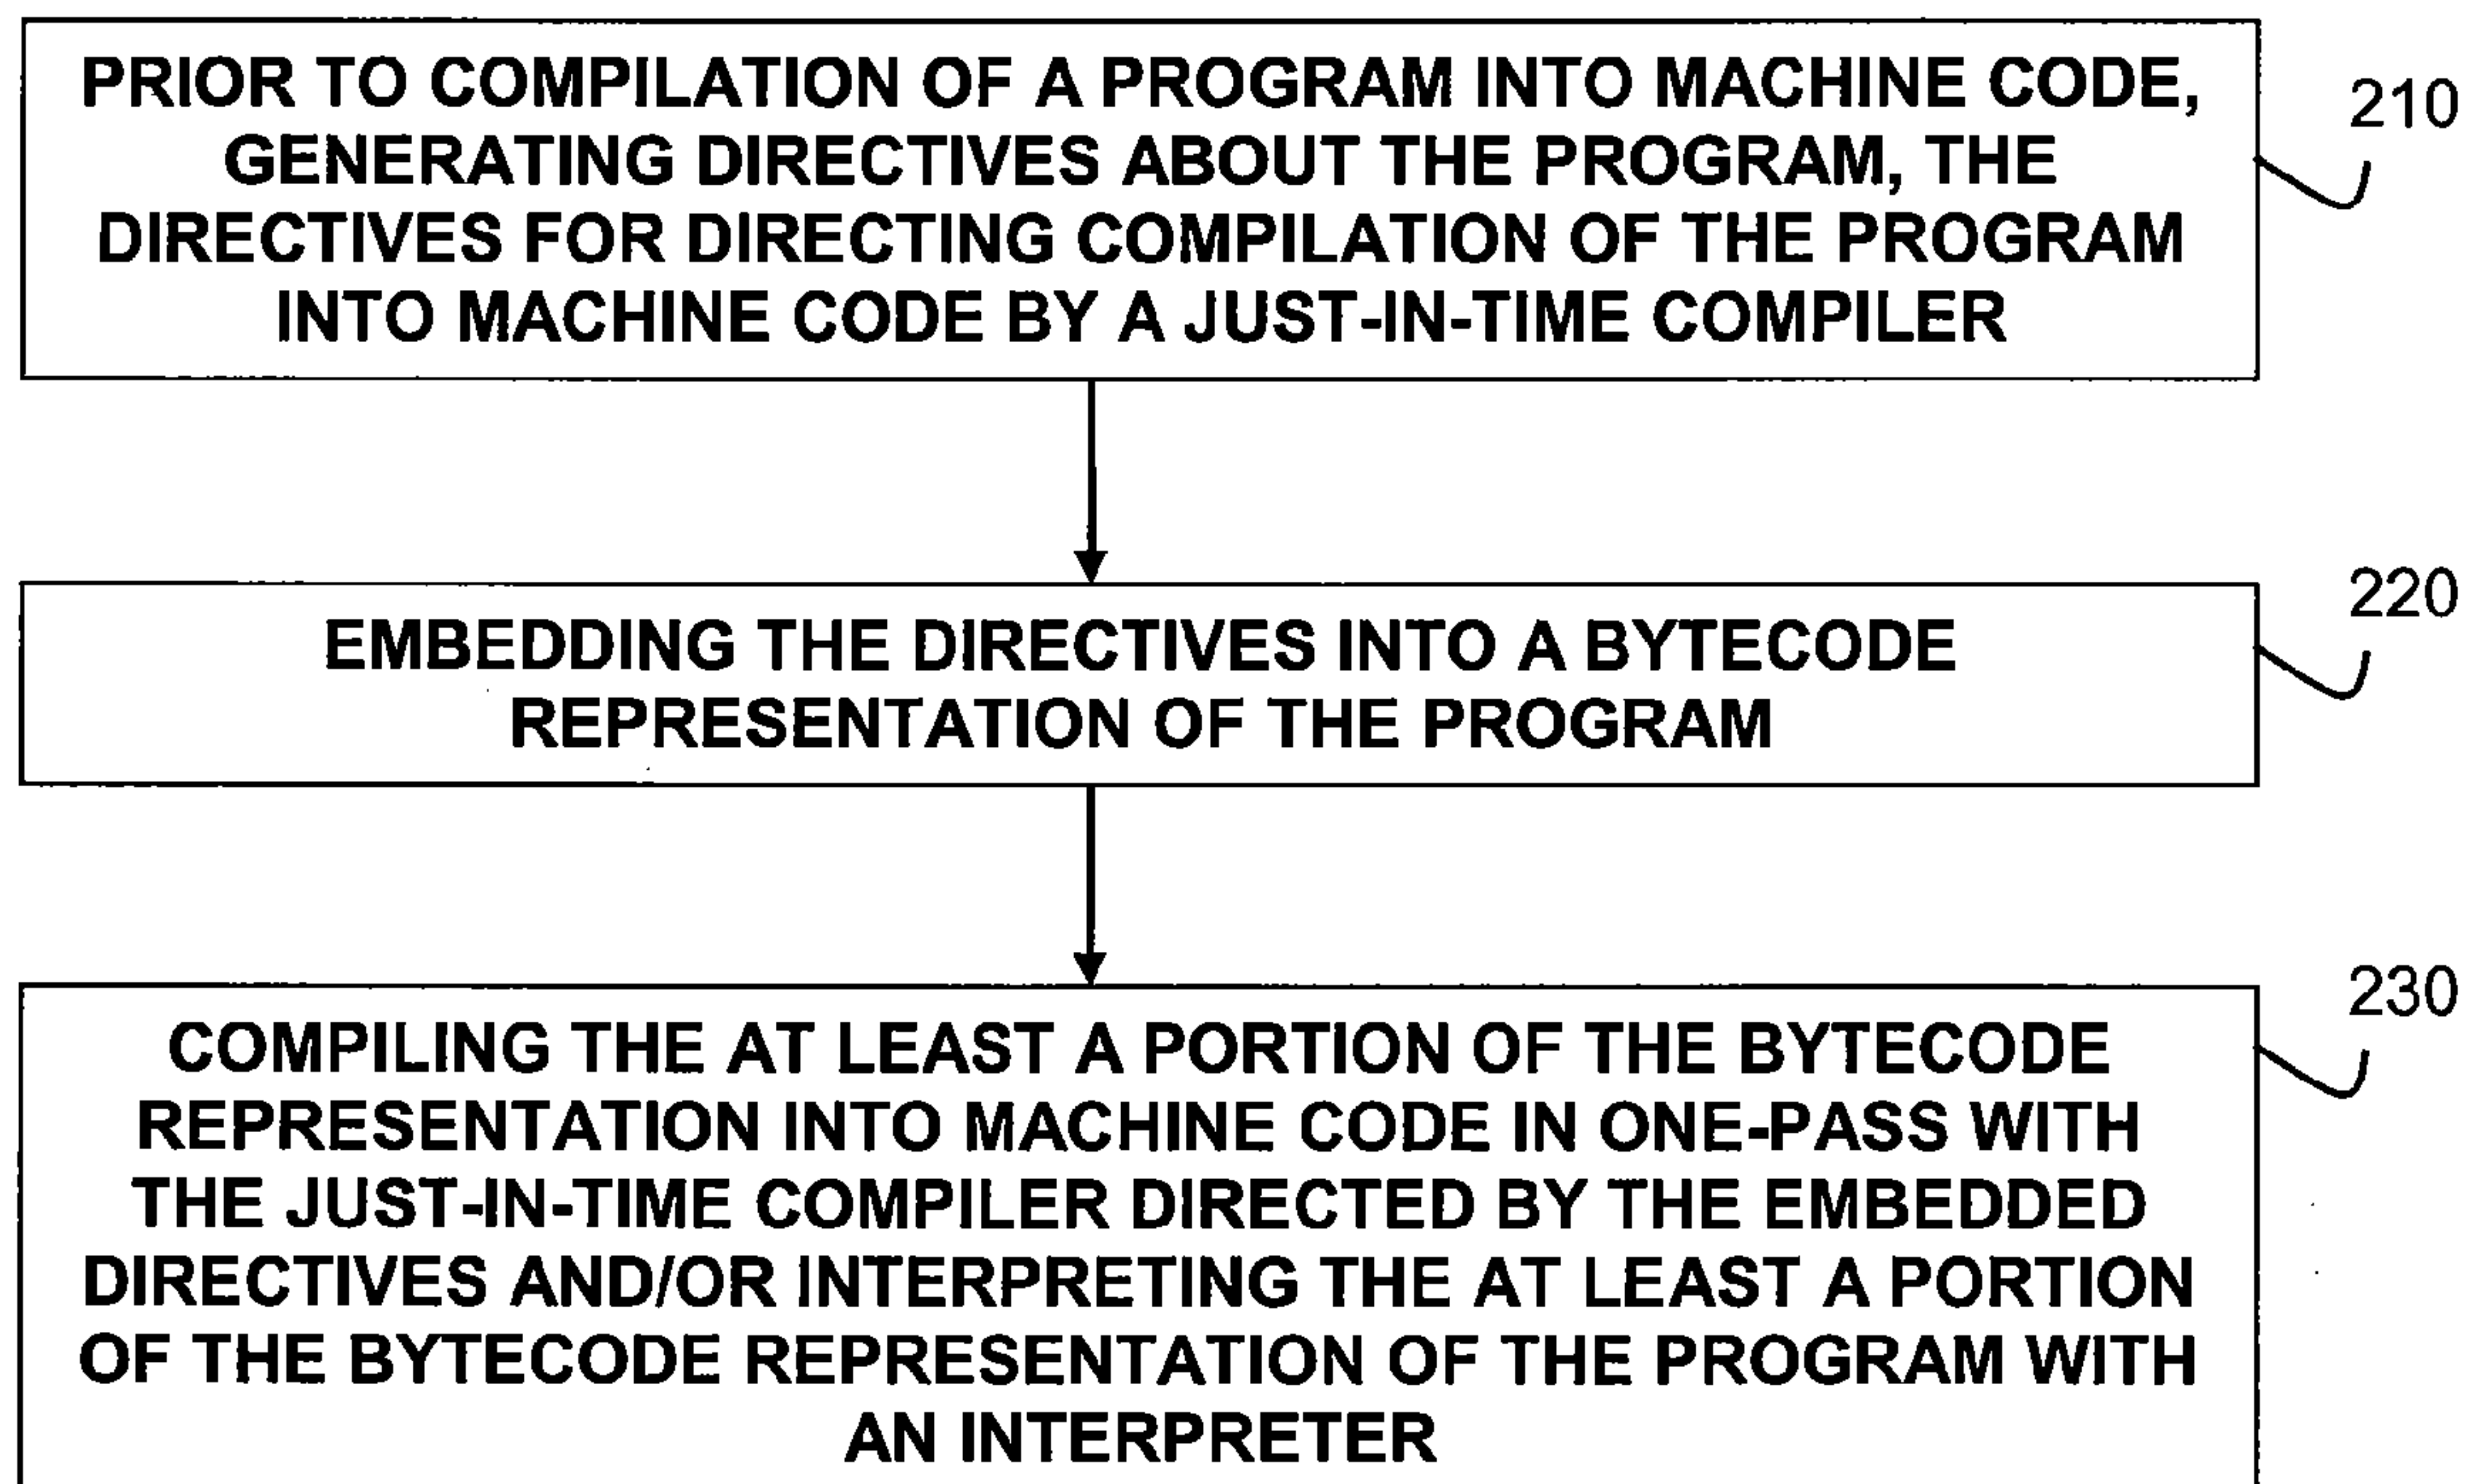 PRIOR TO COMPILATION OF A PROGRAM INTO MACHINE CODE,
GENERATING DIRECTIVES ABOUT THE PROGRAM, THE
DIRECTIVES FOR DIRECTING COMPILATION OF THE PROGRAM
INTO MACHINE CODE BY A JUST-IN-TIME COMPILER
210
EMBEDDING THE DIRECTIVES INTO A BYTECODE
REPRESENTATION OF THE PROGRAM
220
COMPILING THE AT LEAST A PORTION OF THE BYTECODE
REPRESENTATION INTO MACHINE CODE IN ONE-PASS WITH
THE JUST-IN-TIME COMPILER DIRECTED BY THE EMBEDDED
DIRECTIVES AND/OR INTERPRETING THE AT LEAST A PORTION
OF THE BYTECODE REPRESENTATION OF THE PROGRAM WITH
AN INTERPRETER
230